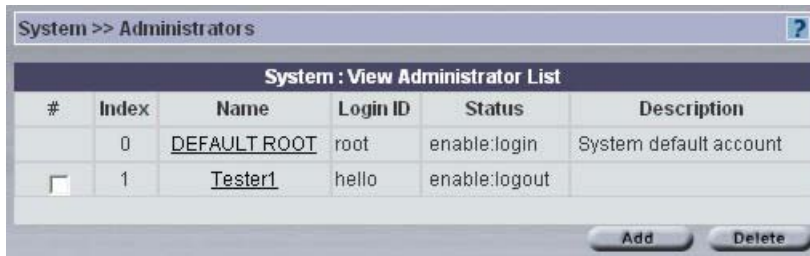 System >> Administrators ?
System : View Administrator List
# Index Name Login ID Status Description
0 DEFAULT ROOT root enable:login System default account
1 Tester1 hello enable:logout
Add Delete